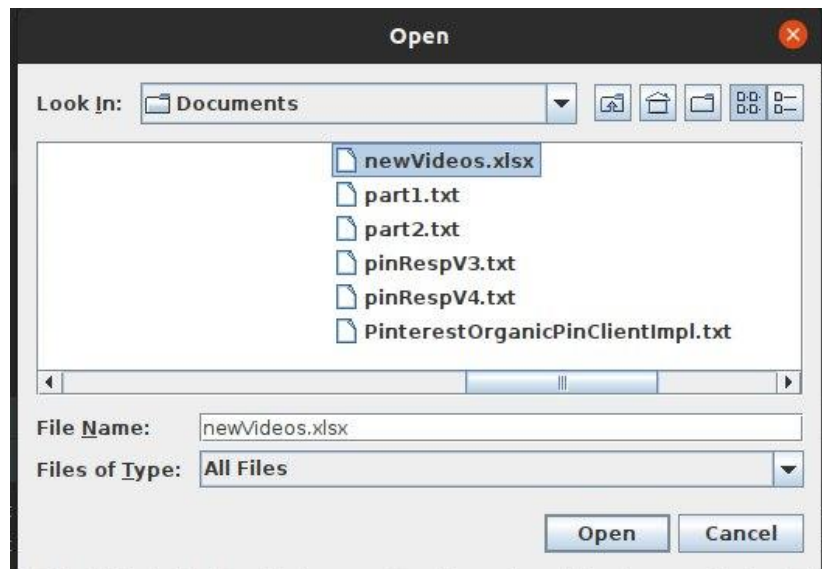 Open
Look In: Documents
newVideos.xlsx
part1.txt
part2.txt
pinRespV3.txt
pinRespV4.txt
PinterestOrganicPinClientImpl.txt
File Name: newVideos.xlsx
Files of Type: All Files
Open Cancel